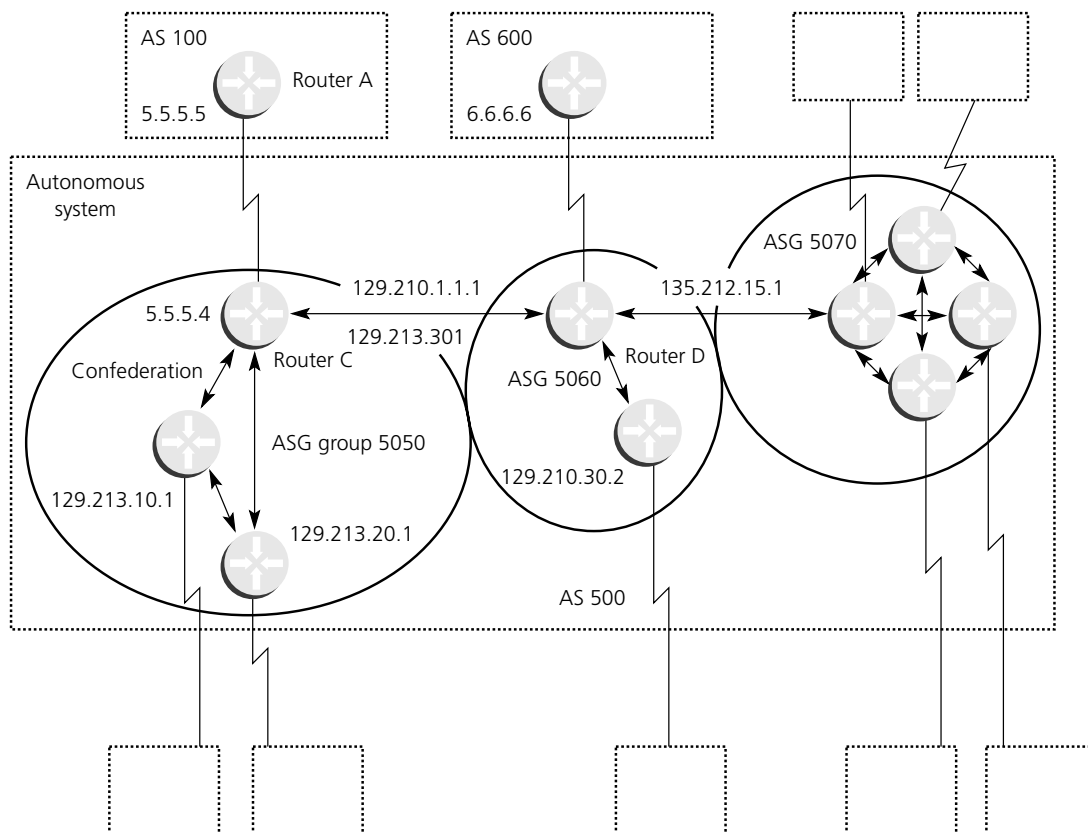 AS 100
Router A
5.5.5.5
AS 600
6.6.6.6
Autonomous
system
ASG 5070
129.210.1.1.1
135.212.15.1
5.5.5.4
129.213.301
Router C
Router D
Confederation
ASG 5060
ASG group 5050
129.210.30.2
129.213.10.1
129.213.20.1
AS 500